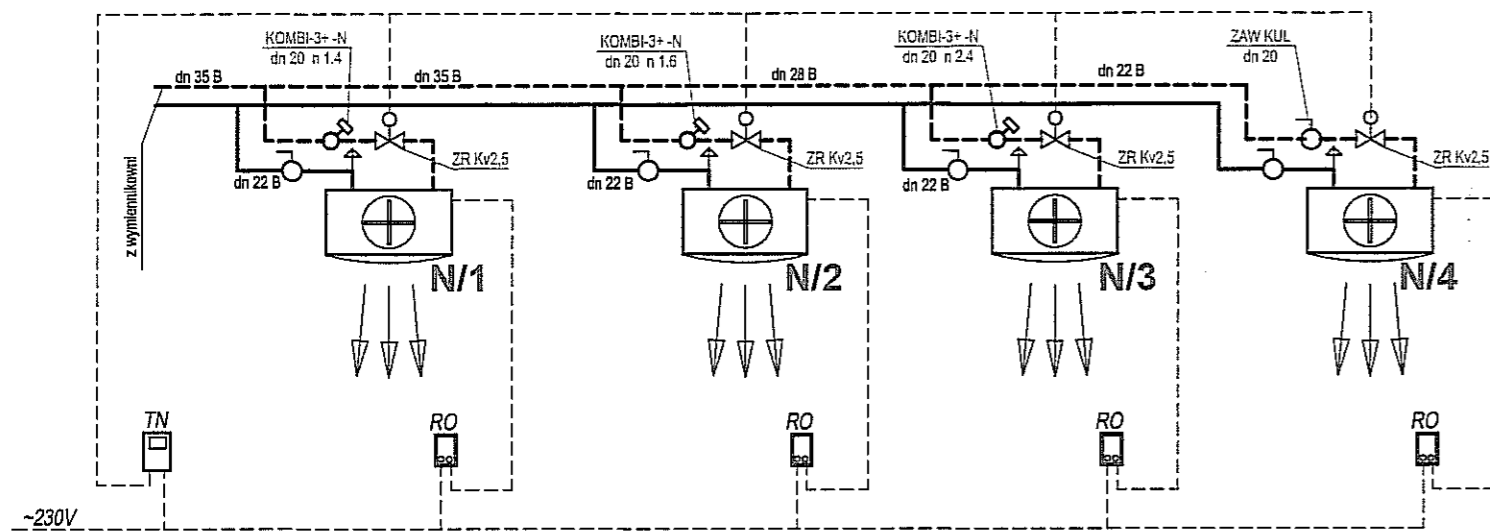 KOMBI-3+ -N
dn 20 n 1.4
KOMBI-3+ -N
dn 20 n 1.6
KOMBI-3+ -N
dn 20 n 2.4
ZAW KUL
dn 20
dn 35 B
dn 35 B
dn 28 B
dn 22 B
z wymiennikowni
ZR Kv2,5
ZR Kv2,5
ZR Kv2,5
ZR Kv2,5
dn 22 B
dn 22 B
dn 22 B
N/1
N/2
N/3
N/4
TN
RO
RO
RO
RO
~230V